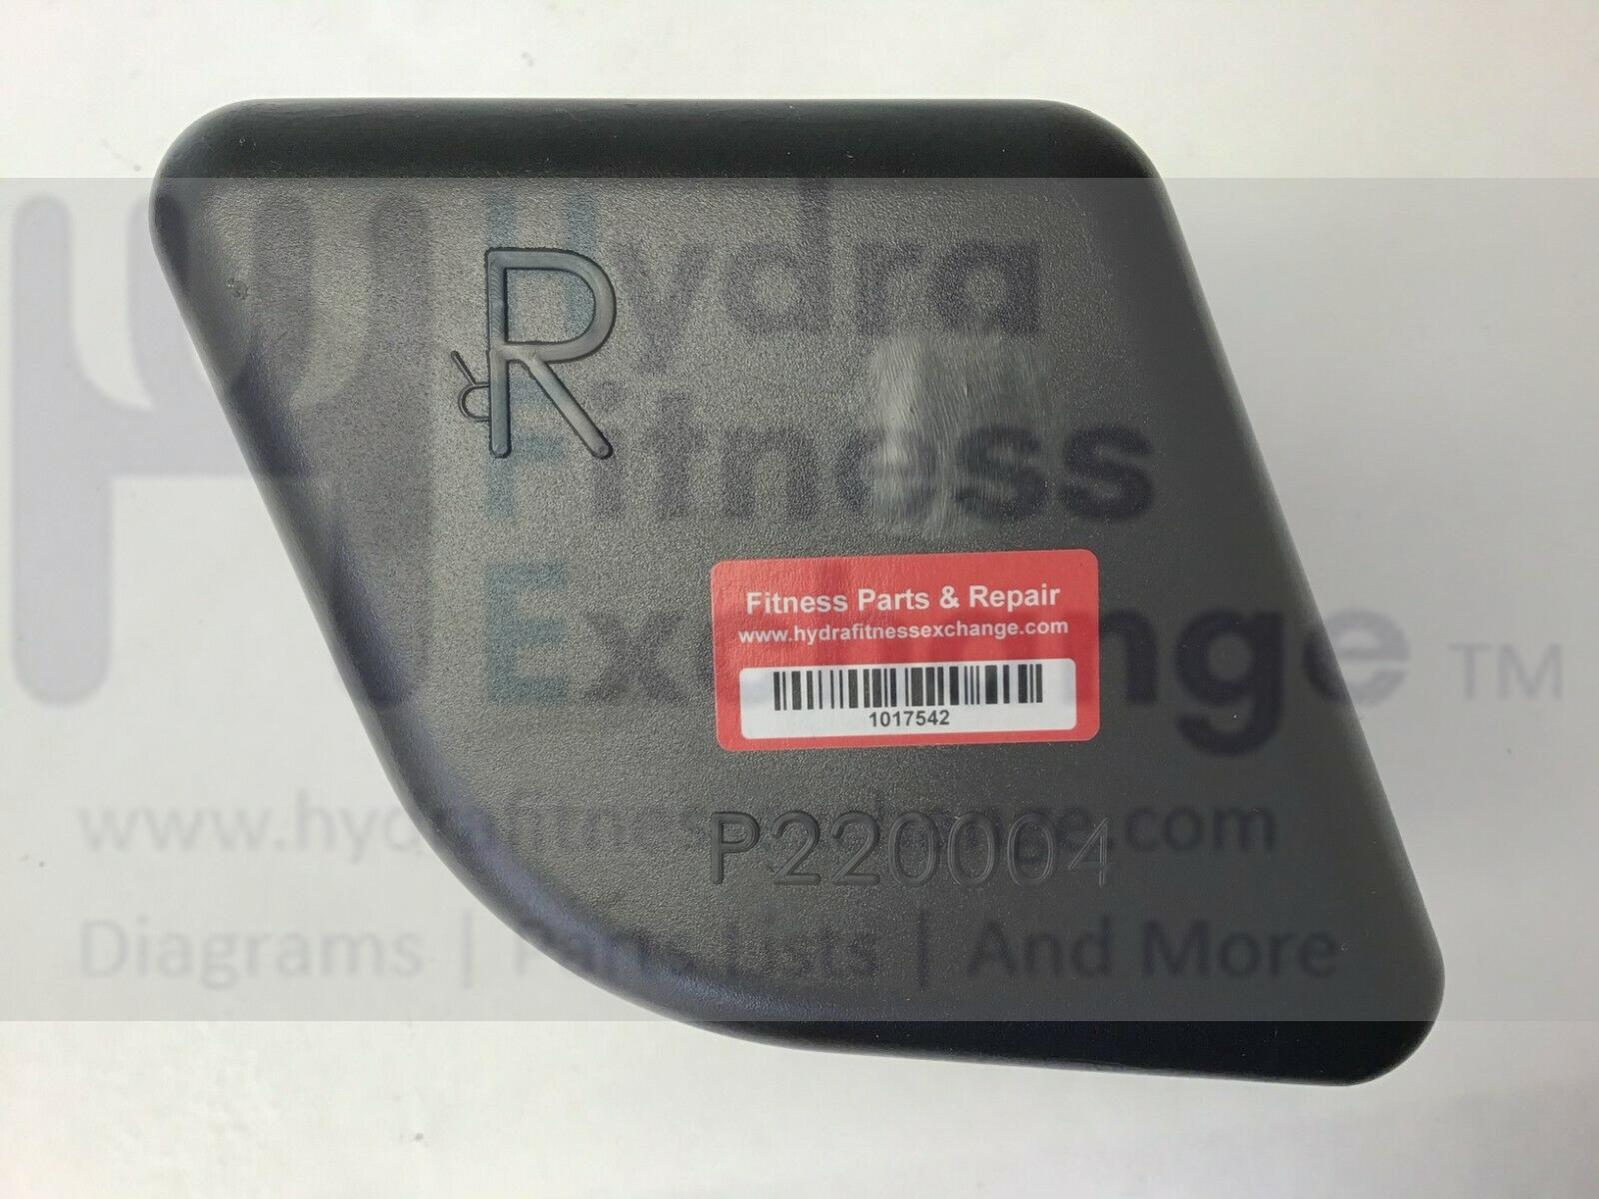 Hydra
Fitness
Exchange TM
www.hydrafitnessexchange.com
Diagrams | Parts Lists | And More
R
Fitness Parts & Repair
www.hydrafitnessexchange.com
1017542
P220004